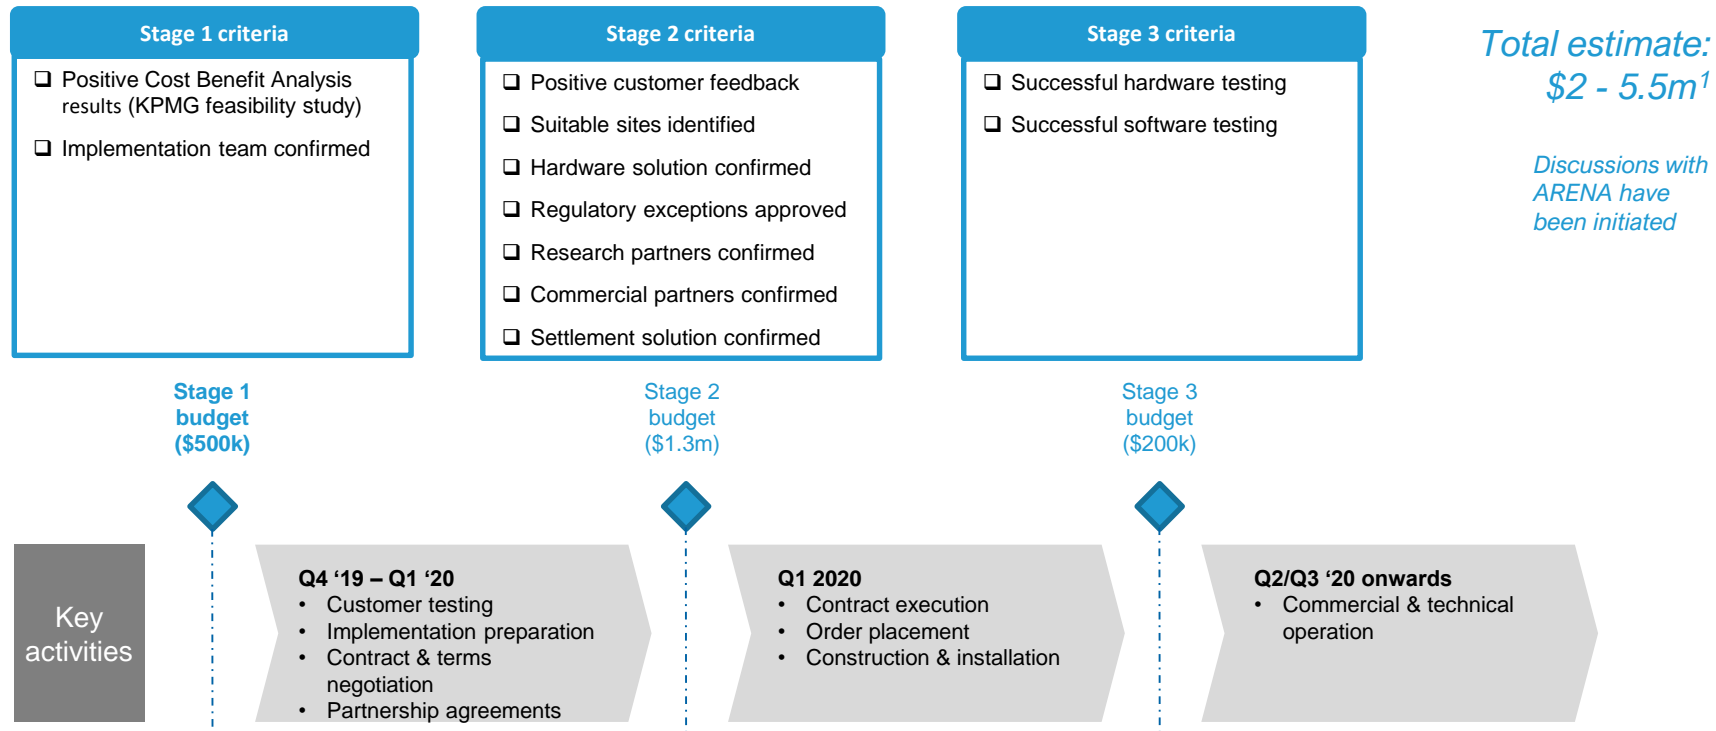 Stage 1 criteria
Positive Cost Benefit Analysis
results (KPMG feasibility study)
Implementation team confirmed
Stage 2 criteria
Positive customer feedback
Suitable sites identified
Hardware solution confirmed
Regulatory exceptions approved
Research partners confirmed
Commercial partners confirmed
Settlement solution confirmed
Stage 3 criteria
Successful hardware testing
Successful software testing
Total estimate:
$2 - 5.5m¹
Discussions with
ARENA have
been initiated
Stage 1
budget
($500k)
Stage 2
budget
($1.3m)
Stage 3
budget
($200k)
Key
activities
Q4 ‘19 – Q1 ‘20
• Customer testing
• Implementation preparation
• Contract & terms
negotiation
• Partnership agreements
Q1 2020
• Contract execution
• Order placement
• Construction & installation
Q2/Q3 ‘20 onwards
• Commercial & technical
operation